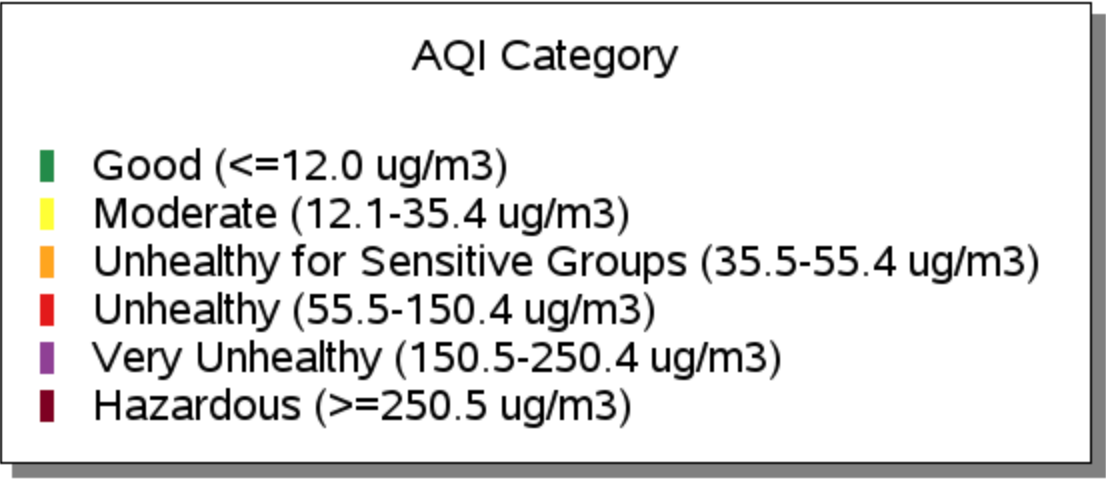 AQI Category
Good (<=12.0 ug/m3)
Moderate (12.1-35.4 ug/m3)
Unhealthy for Sensitive Groups (35.5-55.4 ug/m3)
Unhealthy (55.5-150.4 ug/m3)
Very Unhealthy (150.5-250.4 ug/m3)
Hazardous (>=250.5 ug/m3)